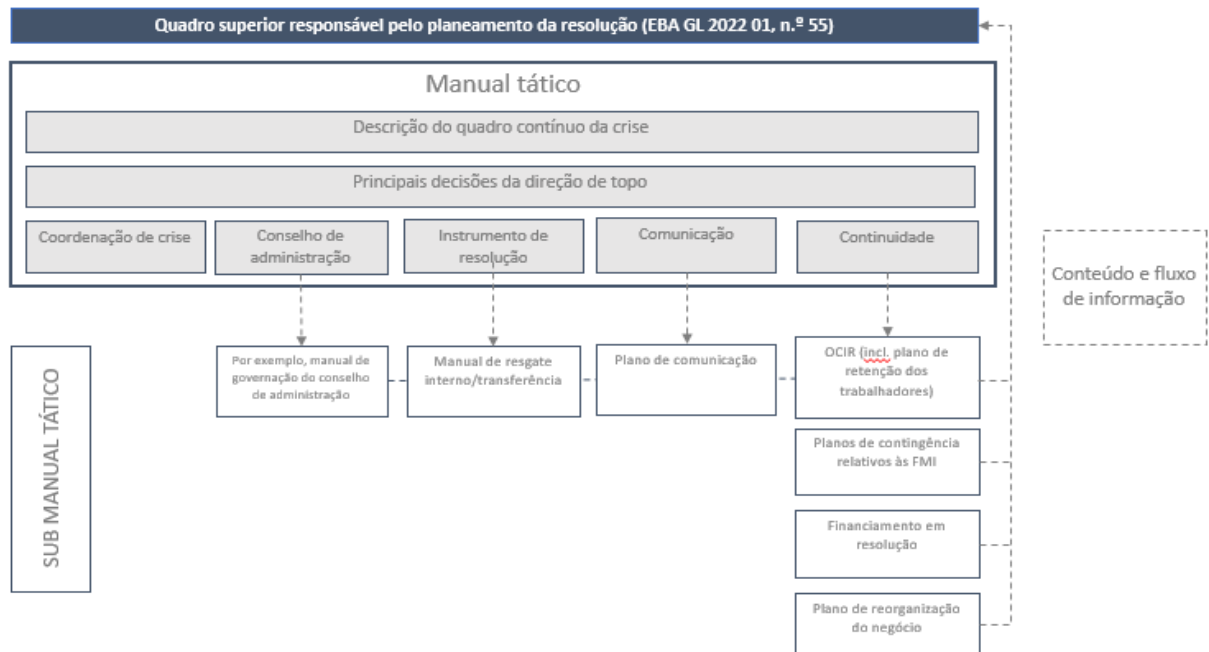 Quadro superior responsável pelo planeamento da resolução (EBA GL 2022 01, n.º 55)
Manual tático
Descrição do quadro contínuo da crise
Principais decisões da direção de topo
Coordenação de crise
Conselho de
administração
Instrumento de
resolução
Comunicação
Continuidade
Conteúdo e fluxo
de informação
SUB MANUAL TÁTICO
Por exemplo, manual de
governação do conselho
de administração
Manual de resgate
interno/transferência
Plano de comunicação
OCIR (incl. plano de
retenção dos
trabalhadores)
Planos de contingência
relativos às FMI
Financiamento em
resolução
Plano de reorganização
do negócio